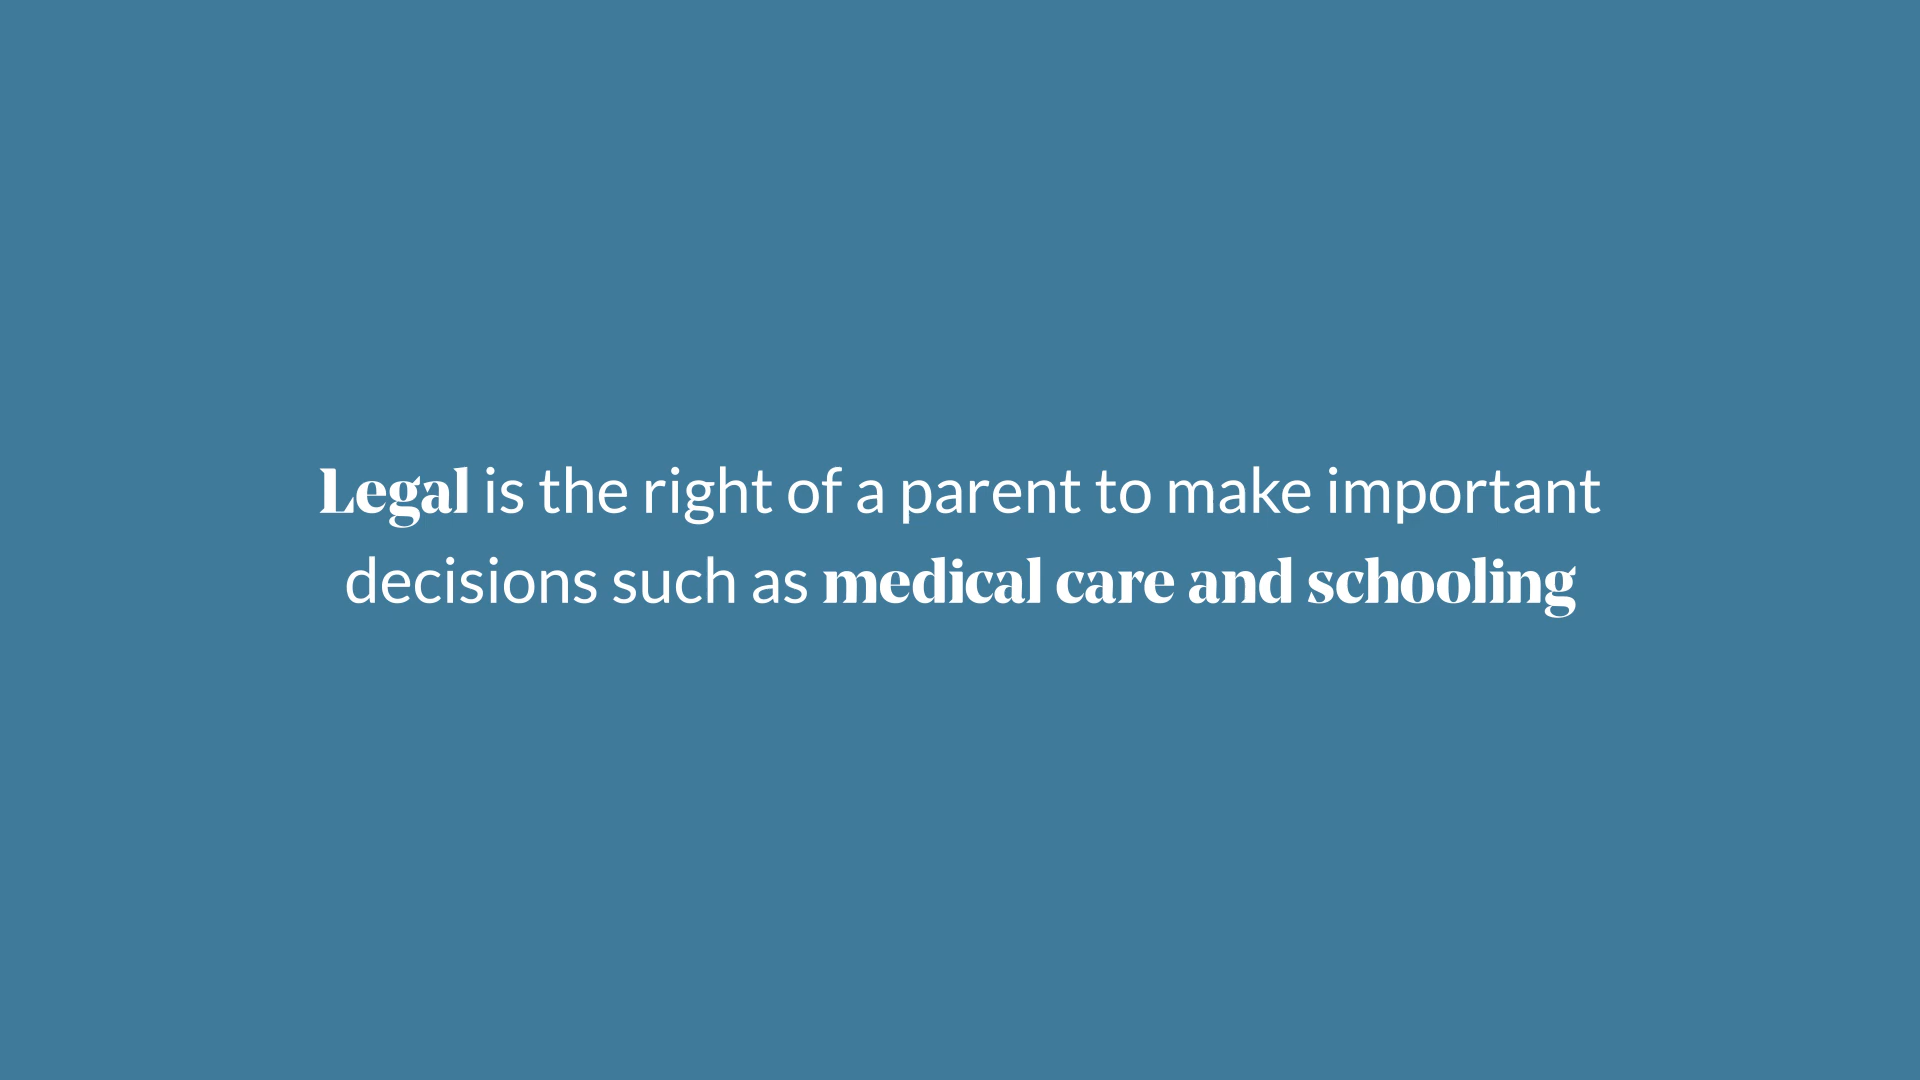 Legal is the right of a parent to make important
decisions such as medical care and schooling